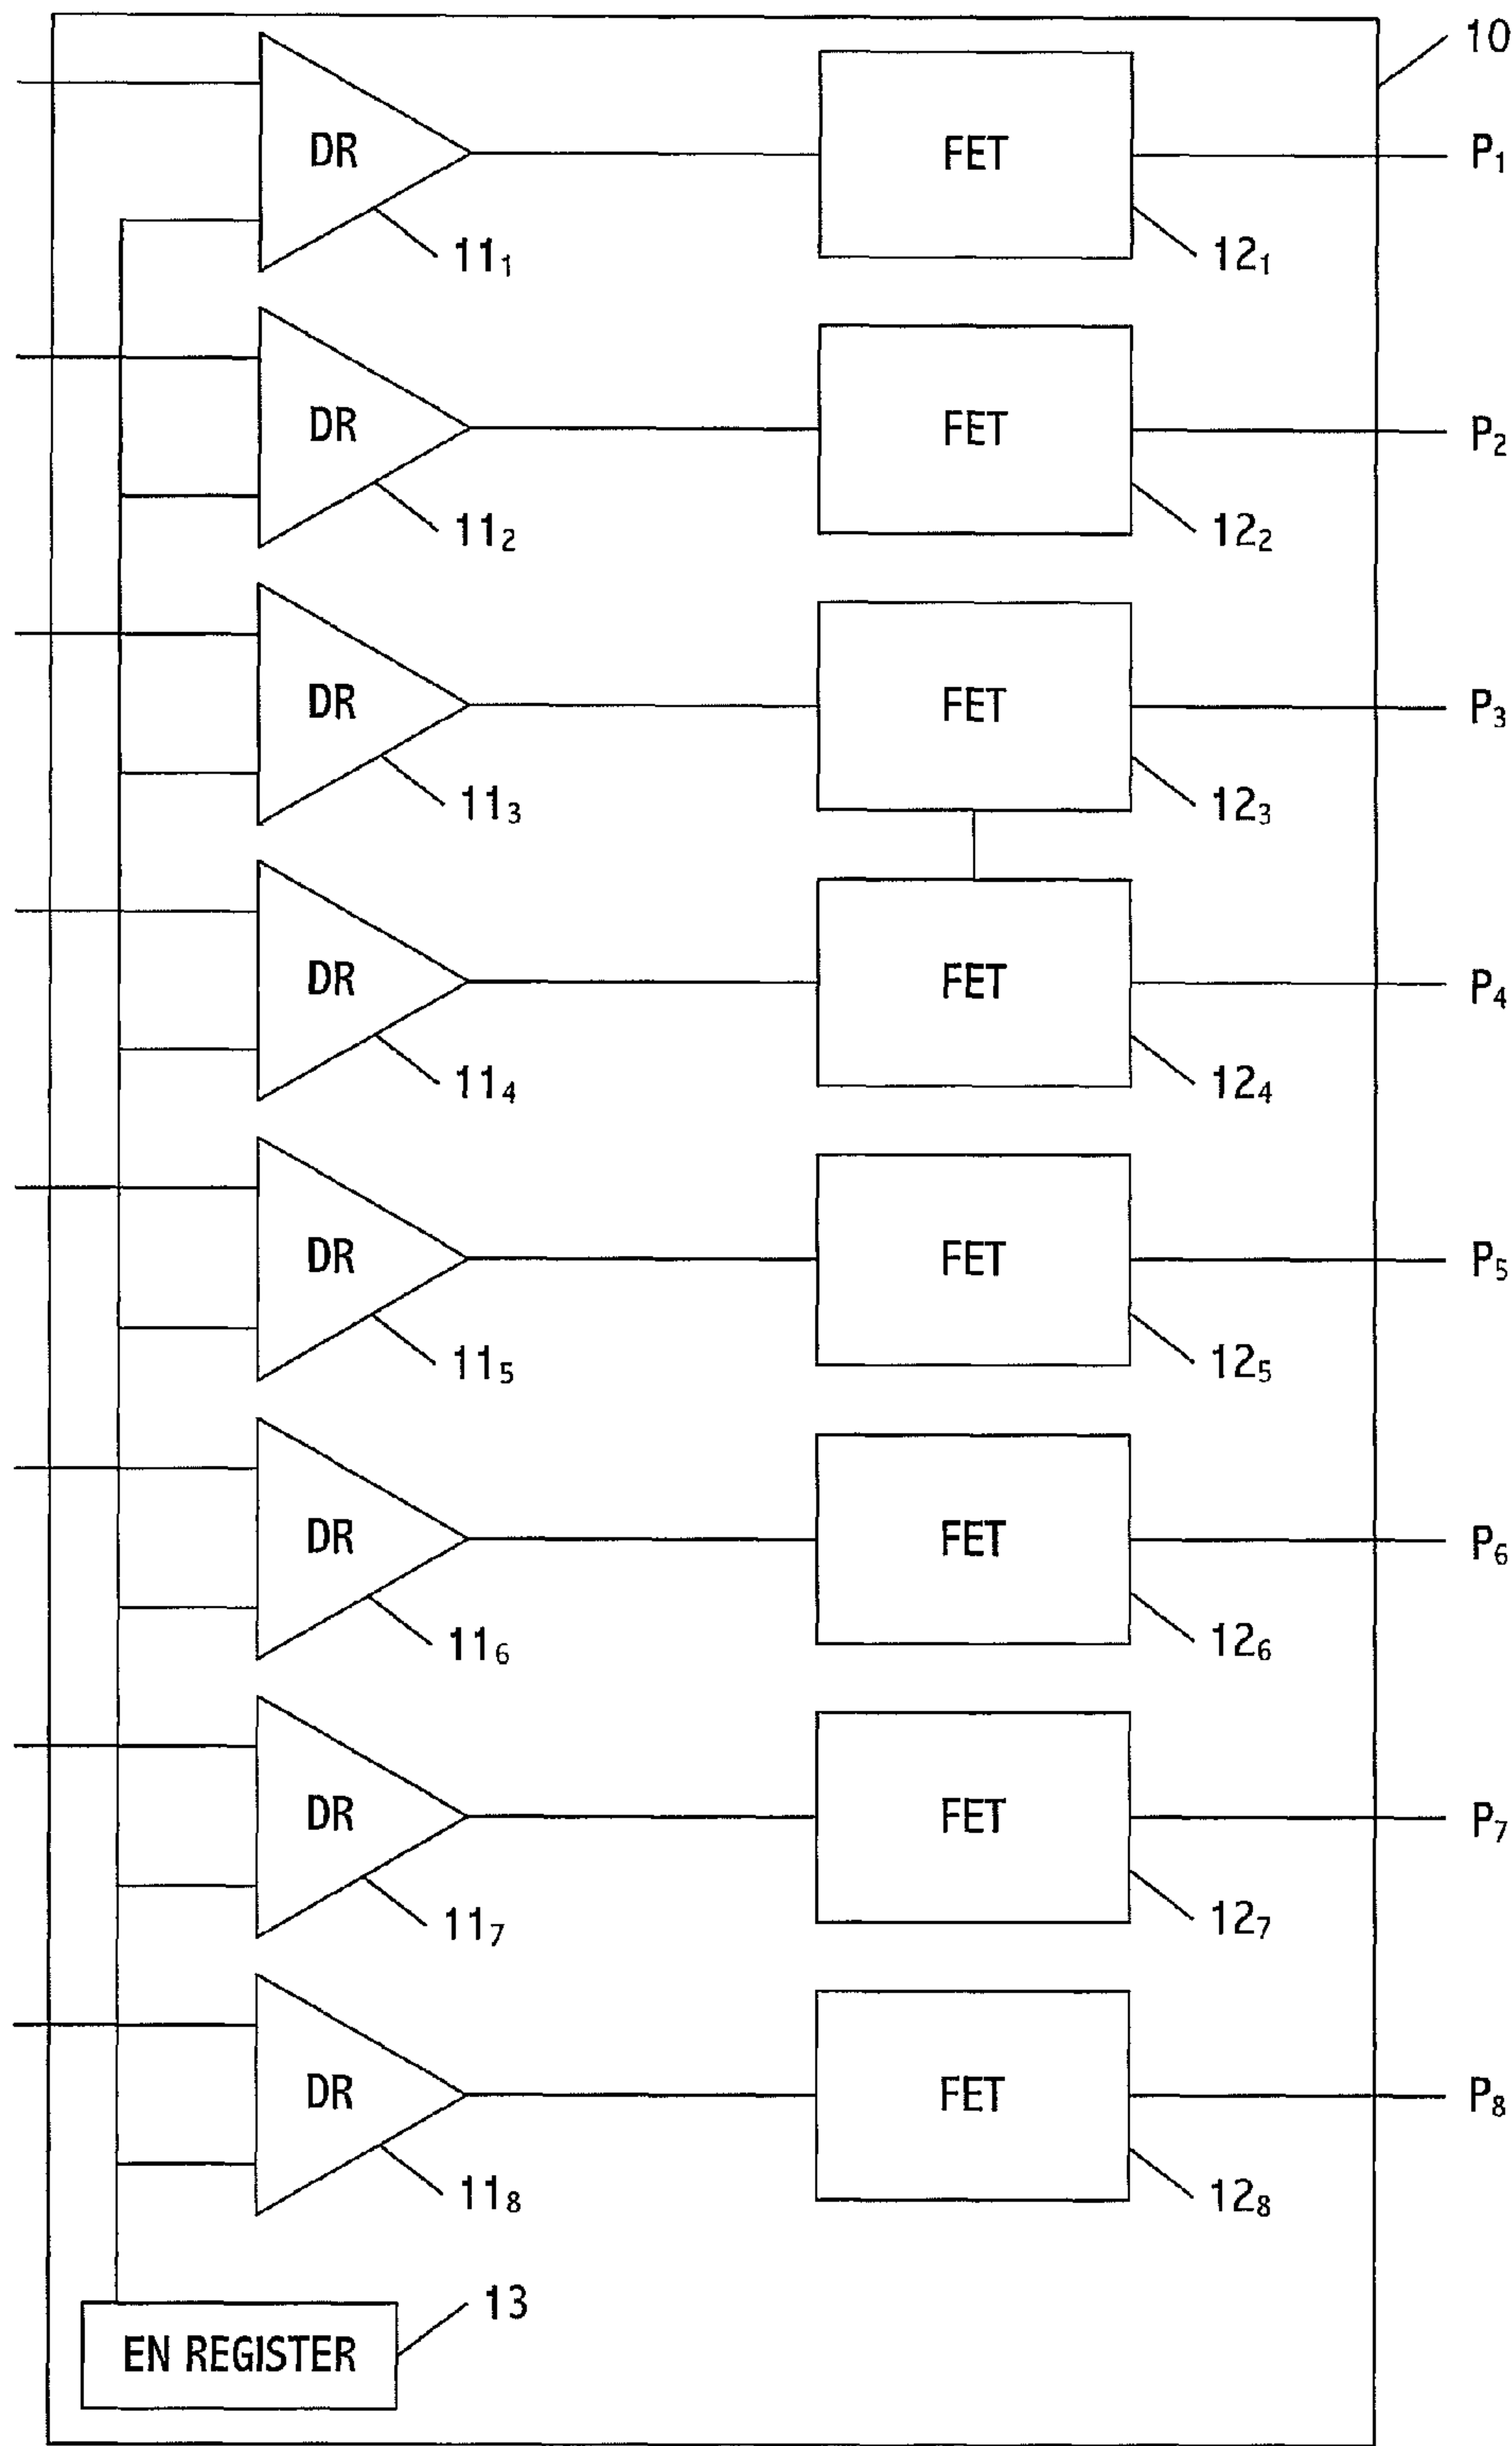 10
DR FET P₁
11₁ 12₁
DR FET P₂
11₂ 12₂
DR FET P₃
11₃ 12₃
DR FET P₄
11₄ 12₄
DR FET P₅
11₅ 12₅
DR FET P₆
11₆ 12₆
DR FET P₇
11₇ 12₇
DR FET P₈
11₈ 12₈
13
EN REGISTER